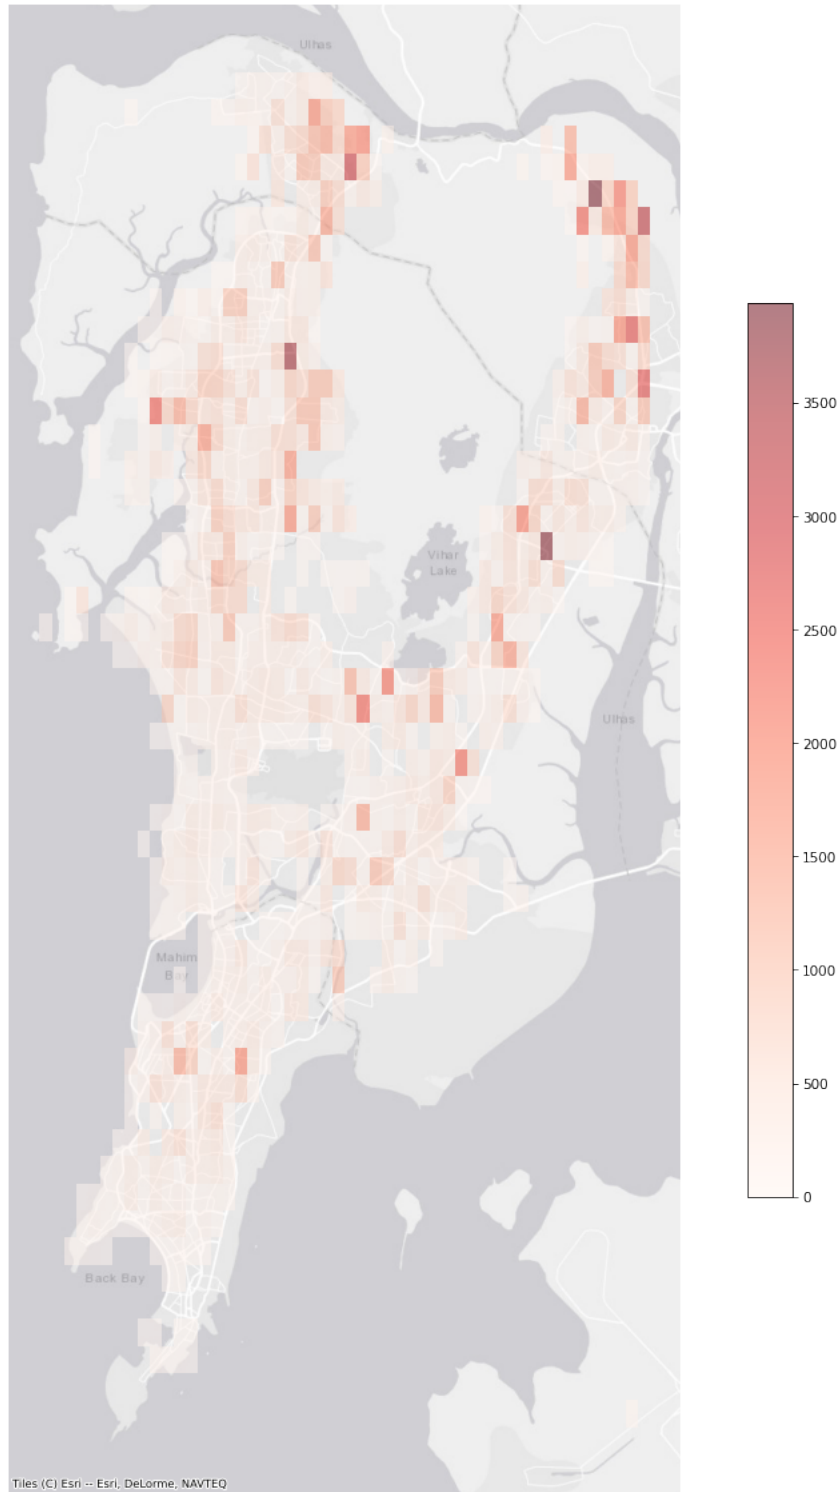 Ulhas
3500
3000
2500
Vihar
Lake
2000
Ulhas
1500
Mahim
Bay
1000
500
0
Back Bay
Tiles (C) Esri -- Esri, DeLorme, NAVTEQ